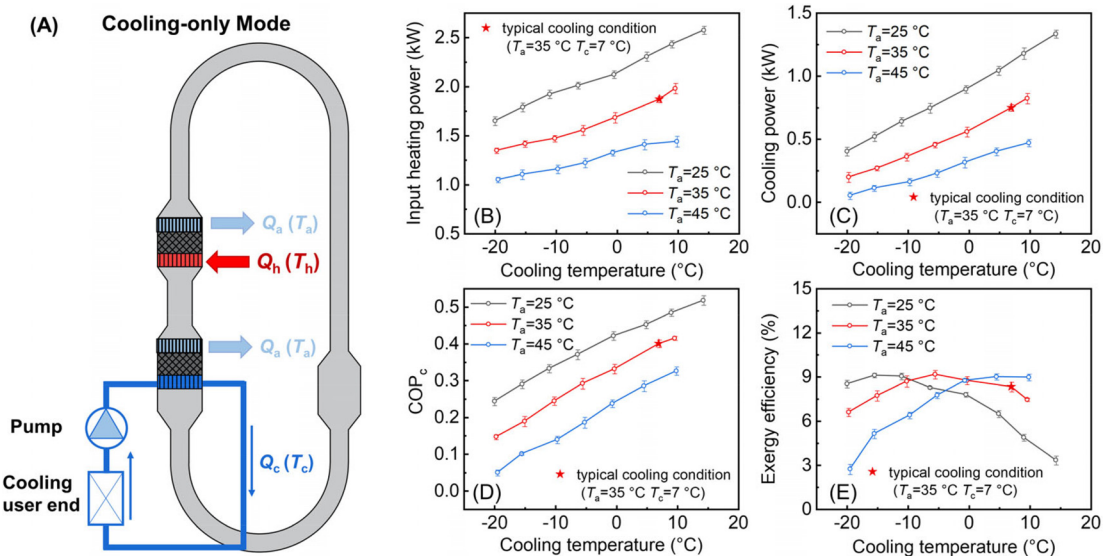 (A)
Cooling-only Mode
Qa (Ta)
Qh (Th)
Qa (Ta)
Pump
Cooling
user end
Qc (Tc)
Input heating power (kW)
2.5
2.0
1.5
1.0
0.5
typical cooling condition
(Ta=35 °C Tc=7 °C)
Ta=25 °C
Ta=35 °C
Ta=45 °C
(B)
-20
-10
0
10
20
Cooling temperature (°C)
Cooling power (kW)
1.5
1.0
0.5
0.0
Ta=25 °C
Ta=35 °C
Ta=45 °C
typical cooling condition
(Ta=35 °C Tc=7 °C)
(C)
-20
-10
0
10
20
Cooling temperature (°C)
COPc
0.5
0.4
0.3
0.2
0.1
0.0
Ta=25 °C
Ta=35 °C
Ta=45 °C
typical cooling condition
(Ta=35 °C Tc=7 °C)
(D)
-20
-10
0
10
20
Cooling temperature (°C)
Exergy efficiency (%)
15
12
9
6
3
Ta=25 °C
Ta=35 °C
Ta=45 °C
typical cooling condition
(Ta=35 °C Tc=7 °C)
(E)
-20
-10
0
10
20
Cooling temperature (°C)